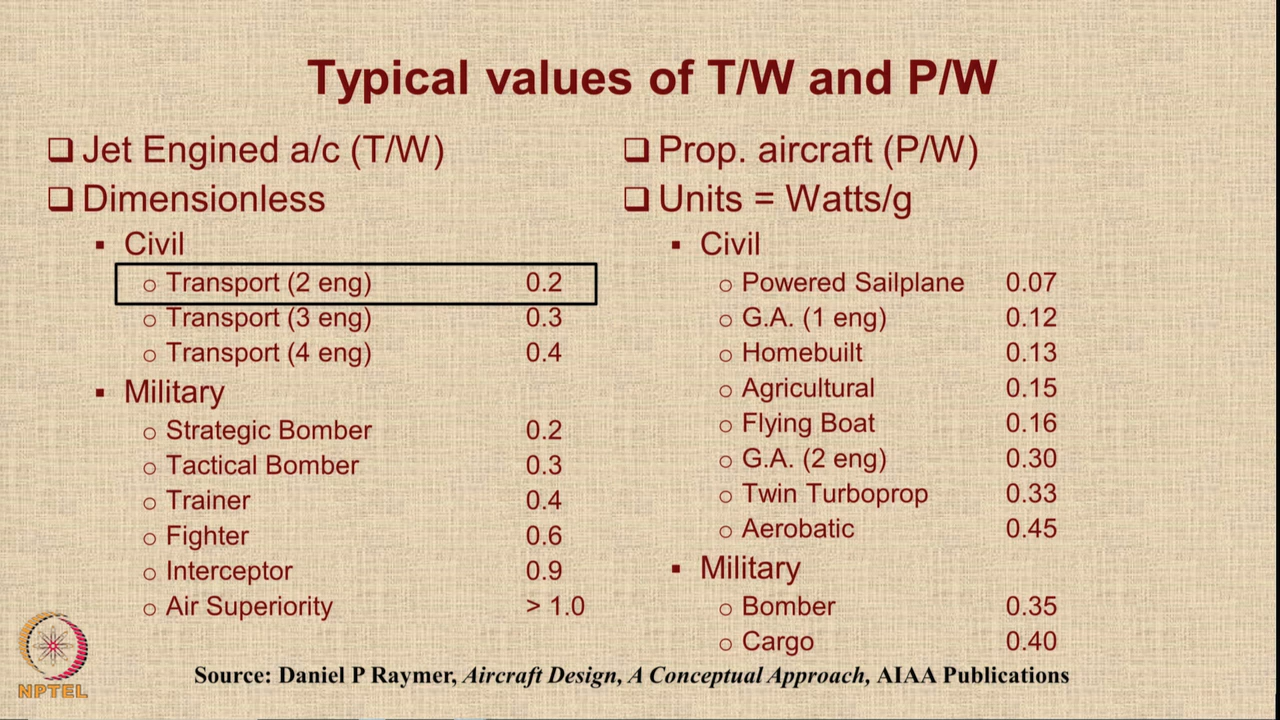 Typical values of T/W and P/W
Jet Engined a/c (T/W)
Dimensionless
Civil
Transport (2 eng) 0.2
Transport (3 eng) 0.3
Transport (4 eng) 0.4
Military
Strategic Bomber 0.2
Tactical Bomber 0.3
Trainer 0.4
Fighter 0.6
Interceptor 0.9
Air Superiority > 1.0
Prop. aircraft (P/W)
Units = Watts/g
Civil
Powered Sailplane 0.07
G.A. (1 eng) 0.12
Homebuilt 0.13
Agricultural 0.15
Flying Boat 0.16
G.A. (2 eng) 0.30
Twin Turboprop 0.33
Aerobatic 0.45
Military
Bomber 0.35
Cargo 0.40
Source: Daniel P Raymer, Aircraft Design, A Conceptual Approach, AIAA Publications
NPTEL